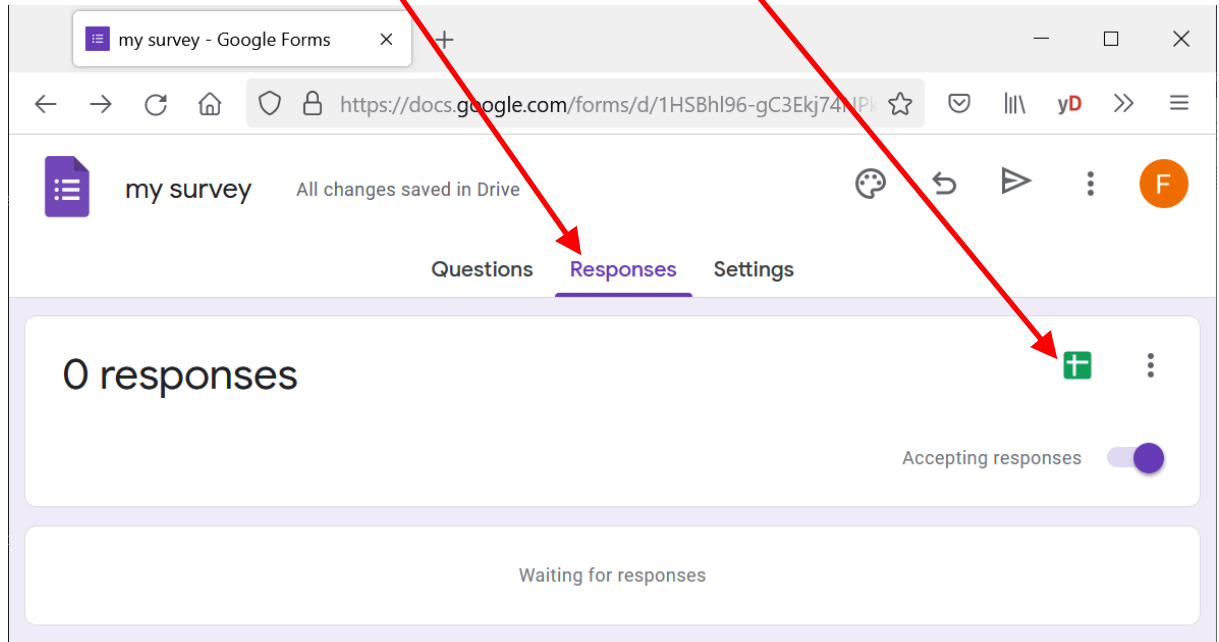 my survey - Google Forms
https://docs.google.com/forms/d/1HSBhl96-gC3Ekj74
yD
my survey All changes saved in Drive
F
Questions Responses Settings
0 responses
Accepting responses
Waiting for responses